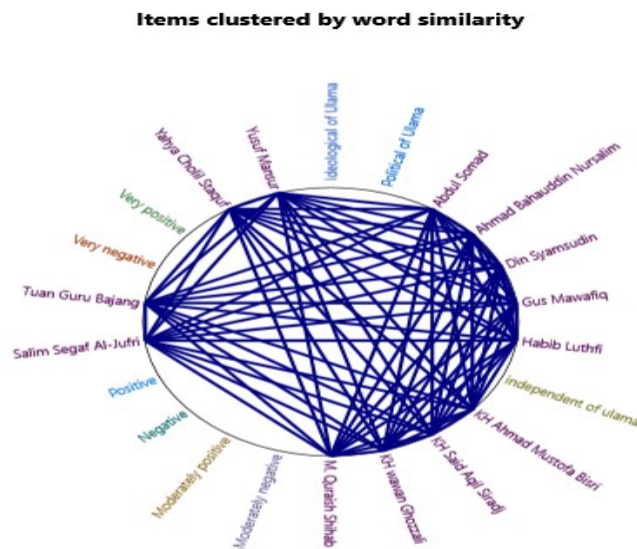 Items clustered by word similarity
Ideological of Ulama
Political of Ulama
Abdul Somad
Ahmad Bahauddin Nursalim
Din Syamsudin
Gus Mawafiq
Habib Luthfi
independent of ulama
KH Ahmad Mustofa Bisri
KH Said Aqil Siradj
KH wawan Ghozzali
M. Quraish Shihab
Moderately negative
Moderately positive
Negative
Positive
Salim Segaf Al-Jufri
Tuan Guru Bajang
Very negative
Very positive
Yahya Cholil Staquf
Yusuf Mansur